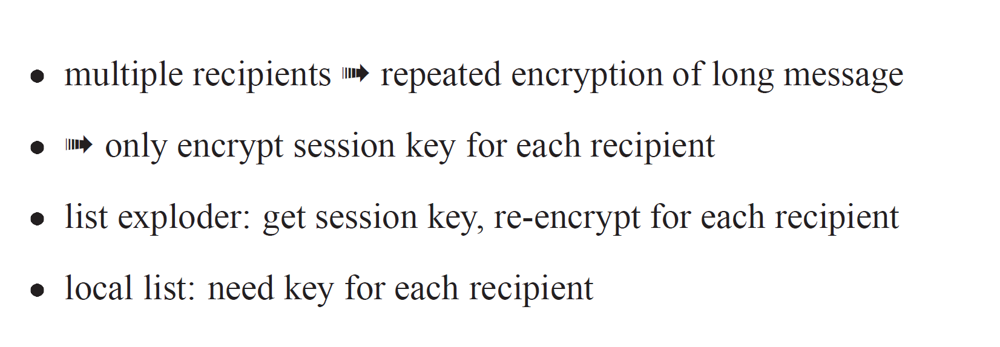 • multiple recipients ➠ repeated encryption of long message
• ➠ only encrypt session key for each recipient
• list exploder: get session key, re-encrypt for each recipient
• local list: need key for each recipient